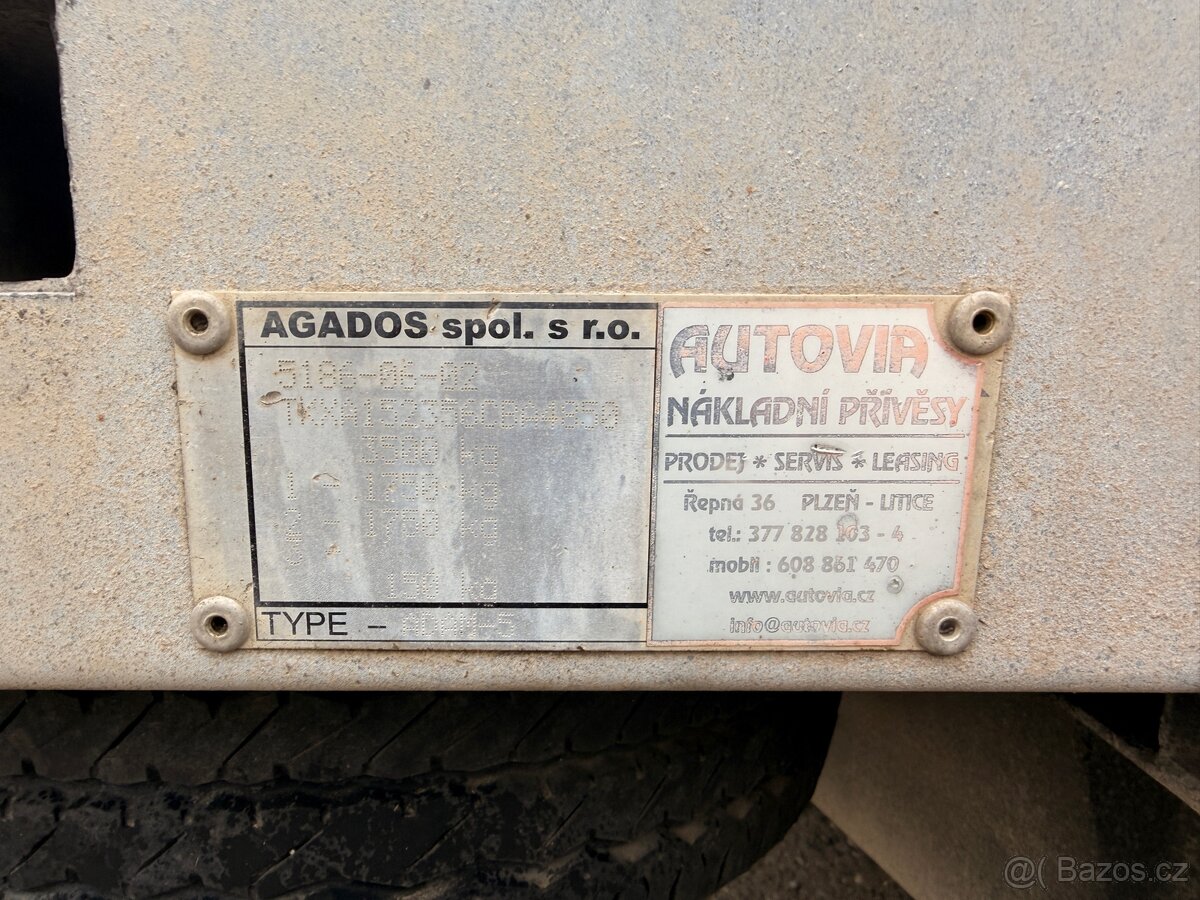 AGADOS spol. s r.o.
5186-06-02
3500 kg
1 - 1750 kg
2 - 1750 kg
150 kg
TYPE –
AUTOVIA
NÁKLADNÍ PŘÍVĚSY
PRODEJ * SERVIS * LEASING
Řepná 36 PLZEŇ - LITICE
tel.: 377 828 103 - 4
mobil : 608 861 470
www.autovia.cz
info@autovia.cz
@( Bazos.cz